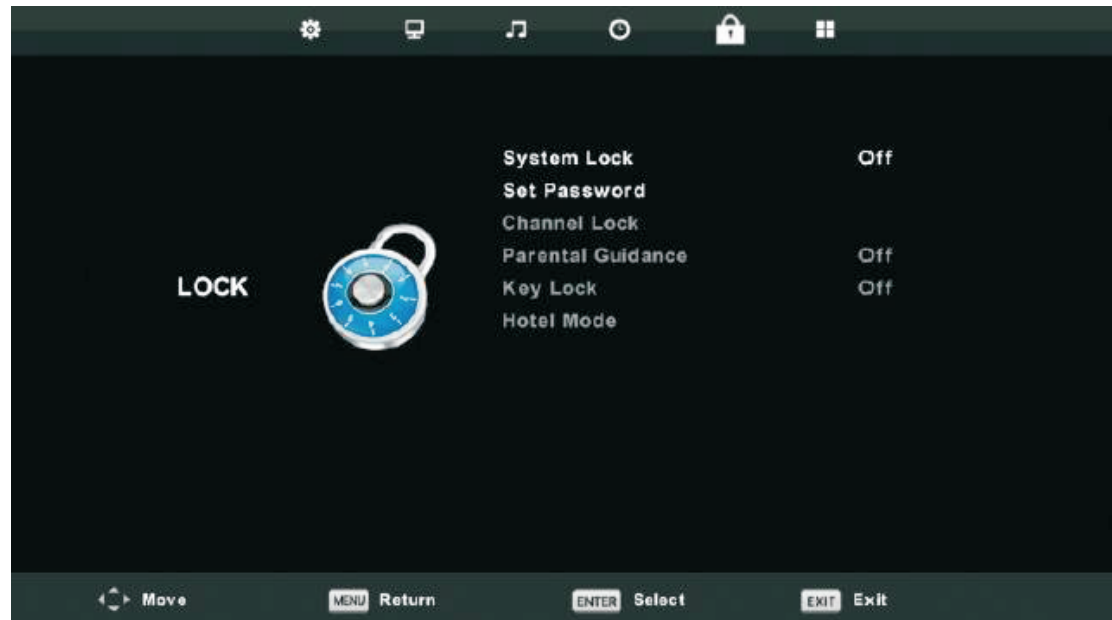 System Lock Off
Set Password
Channel Lock
Parental Guidance Off
LOCK
Key Lock Off
Hotel Mode
Move MENU Return ENTER Select EXIT Exit